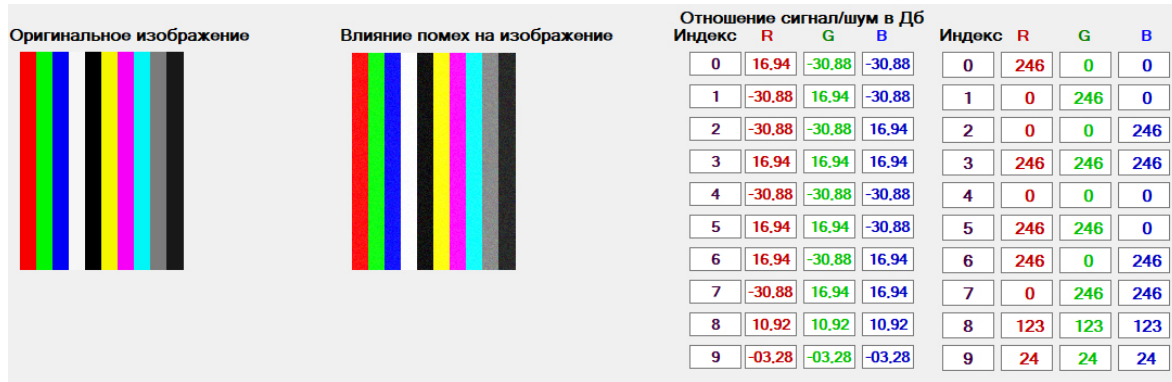 Отношение сигнал/шум в Дб
Оригинальное изображение Влияние помех на изображение Индекс R G B Индекс R G B
0 16,94 -30,88 -30,88 0 246 0 0
1 -30,88 16,94 -30,88 1 0 246 0
2 -30,88 -30,88 16,94 2 0 0 246
3 16,94 16,94 16,94 3 246 246 246
4 -30,88 -30,88 -30,88 4 0 0 0
5 16,94 16,94 -30,88 5 246 246 0
6 16,94 -30,88 16,94 6 246 0 246
7 -30,88 16,94 16,94 7 0 246 246
8 10,92 10,92 10,92 8 123 123 123
9 -03,28 -03,28 -03,28 9 24 24 24